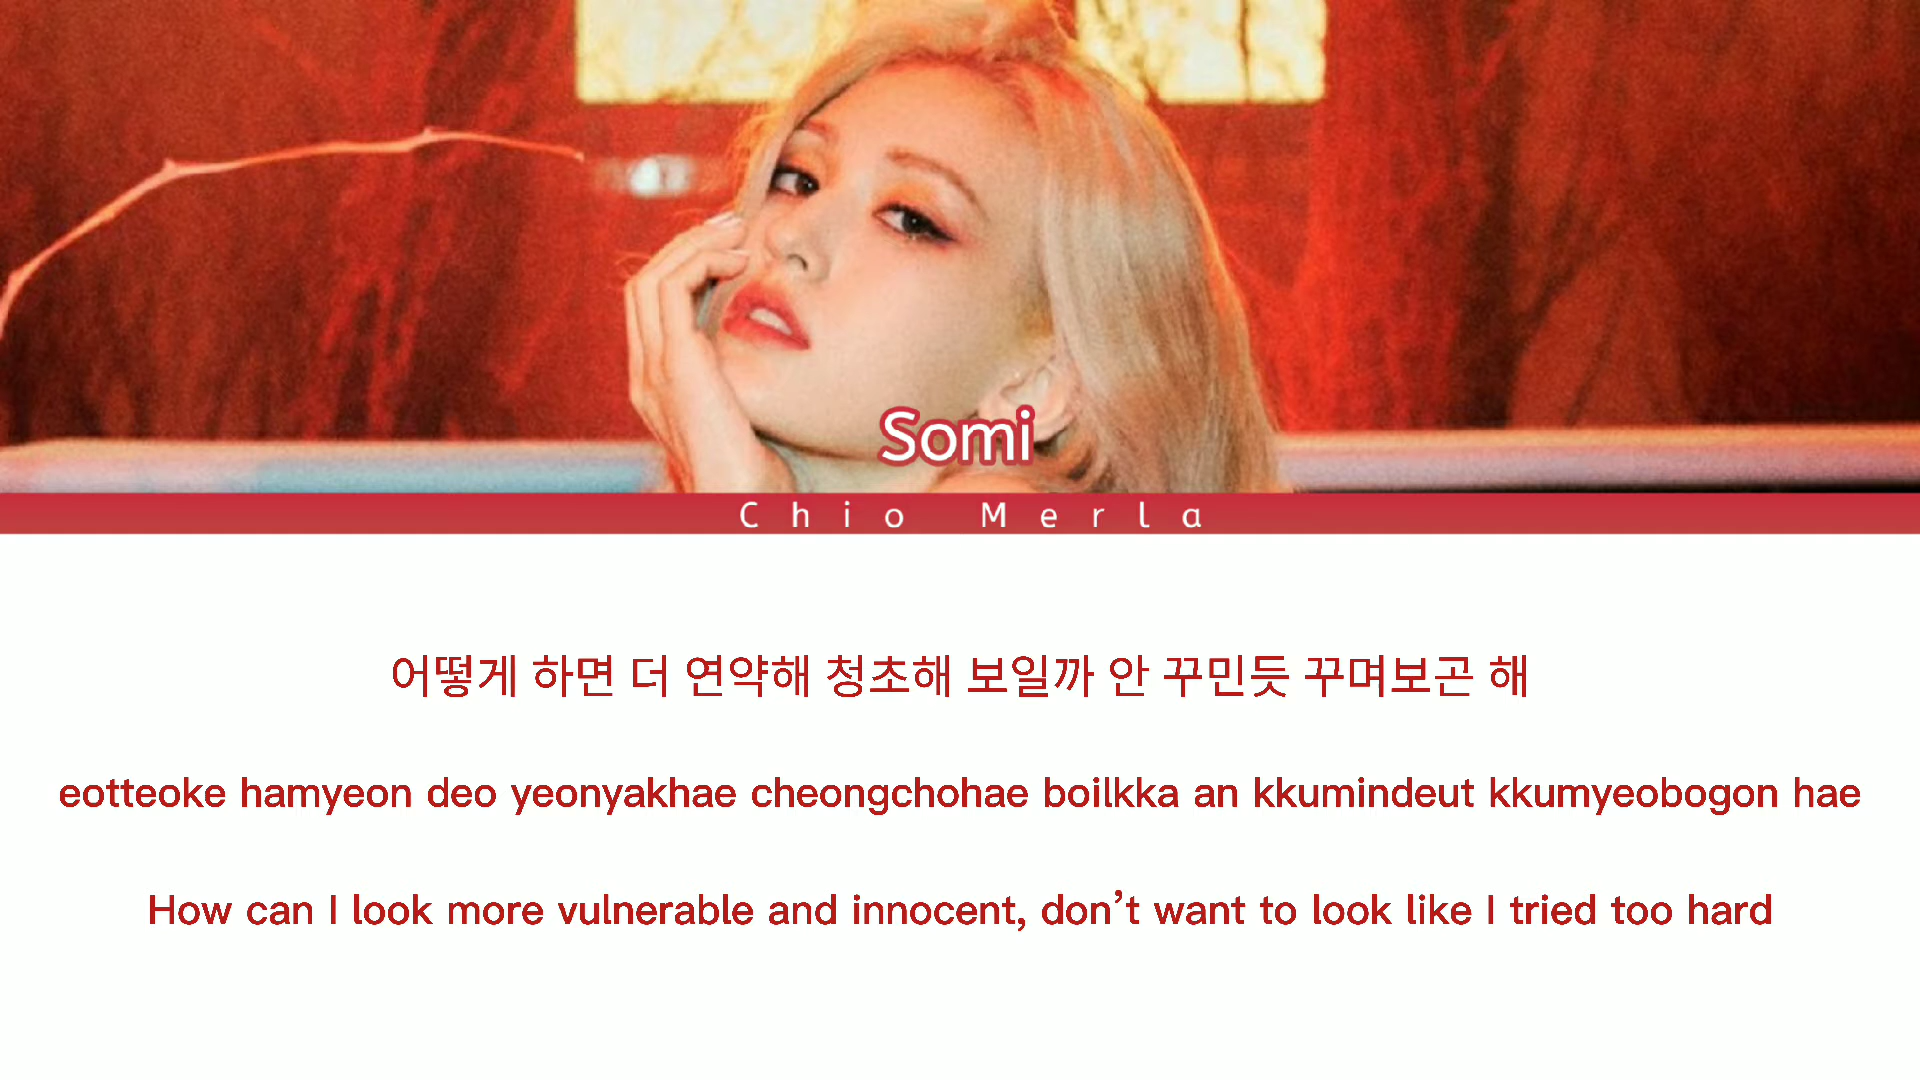 Somi
Chio Merla
어떻게 하면 더 연약해 청초해 보일까 안 꾸민듯 꾸며보곤 해
eotteoke hamyeon deo yeonyakhae cheongchohae boilkka an kkumindeut kkumyeobogon hae
How can I look more vulnerable and innocent, don’t want to look like I tried too hard